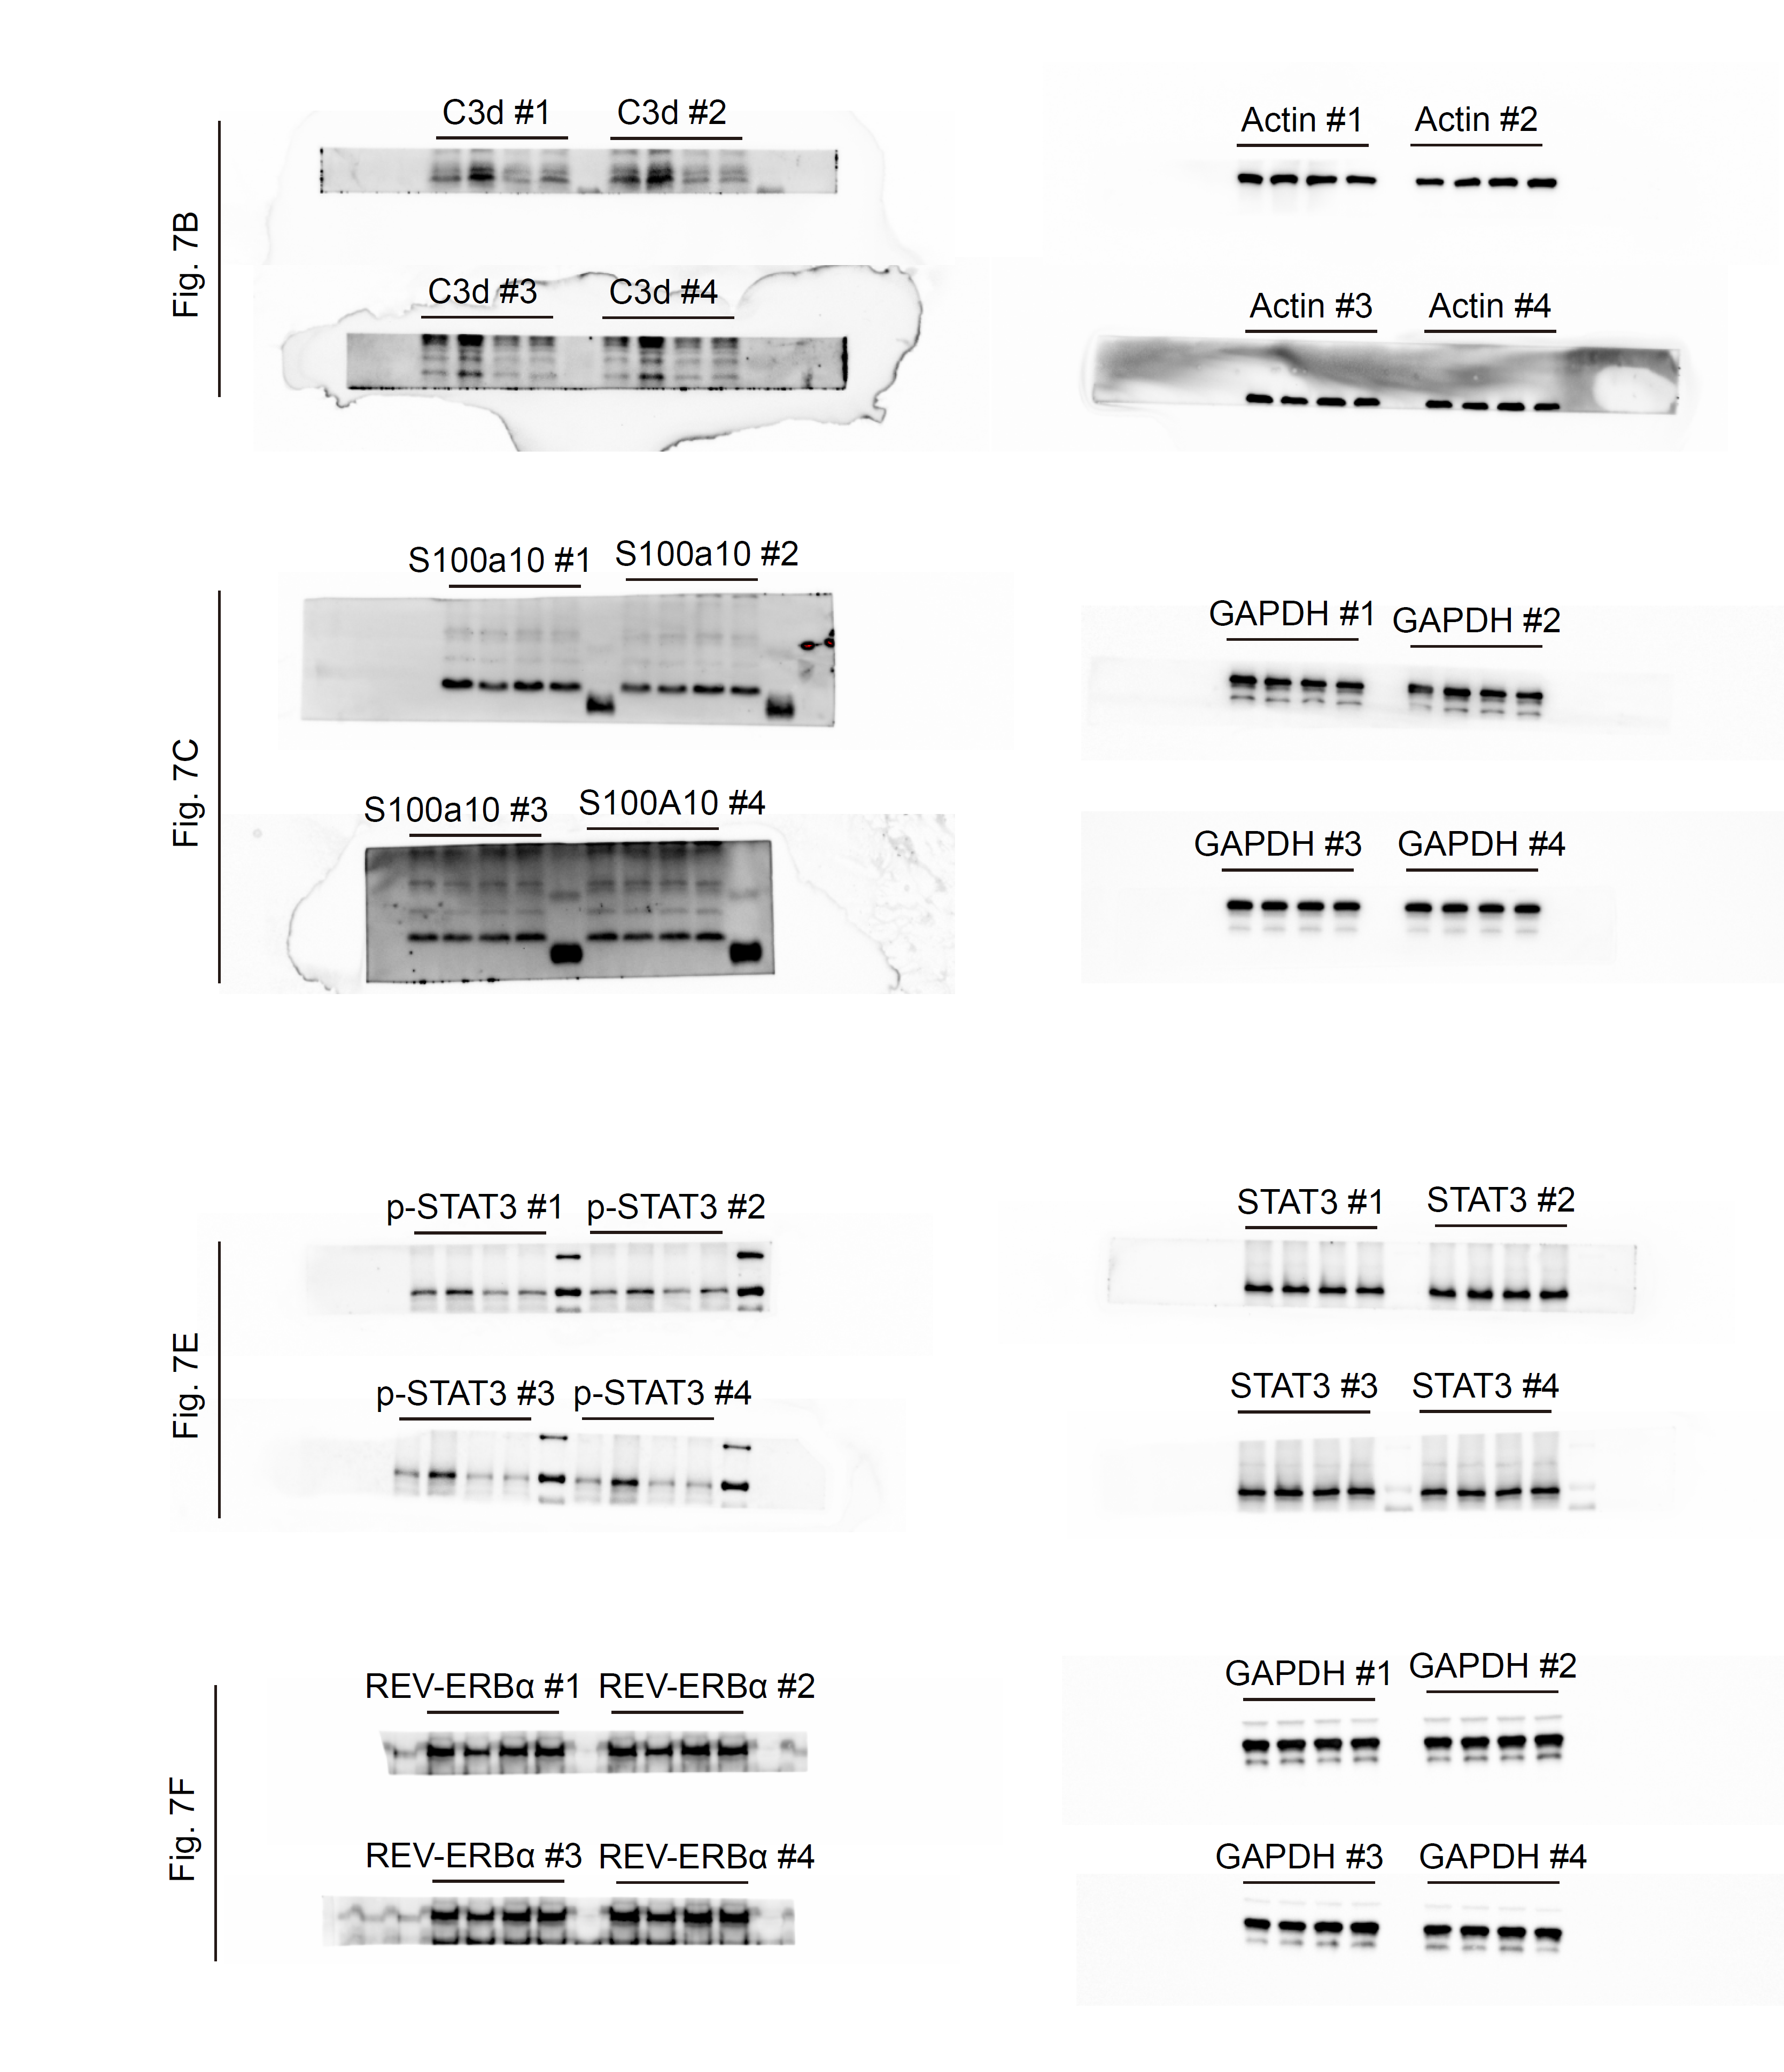 Fig. 7B
C3d #1
C3d #2
Actin #1
Actin #2
C3d #3
C3d #4
Actin #3
Actin #4
Fig. 7C
S100a10 #1
S100a10 #2
GAPDH #1
GAPDH #2
S100a10 #3
S100A10 #4
GAPDH #3
GAPDH #4
Fig. 7E
p-STAT3 #1
p-STAT3 #2
STAT3 #1
STAT3 #2
p-STAT3 #3
p-STAT3 #4
STAT3 #3
STAT3 #4
Fig. 7F
REV-ERBα #1
REV-ERBα #2
GAPDH #1
GAPDH #2
REV-ERBα #3
REV-ERBα #4
GAPDH #3
GAPDH #4